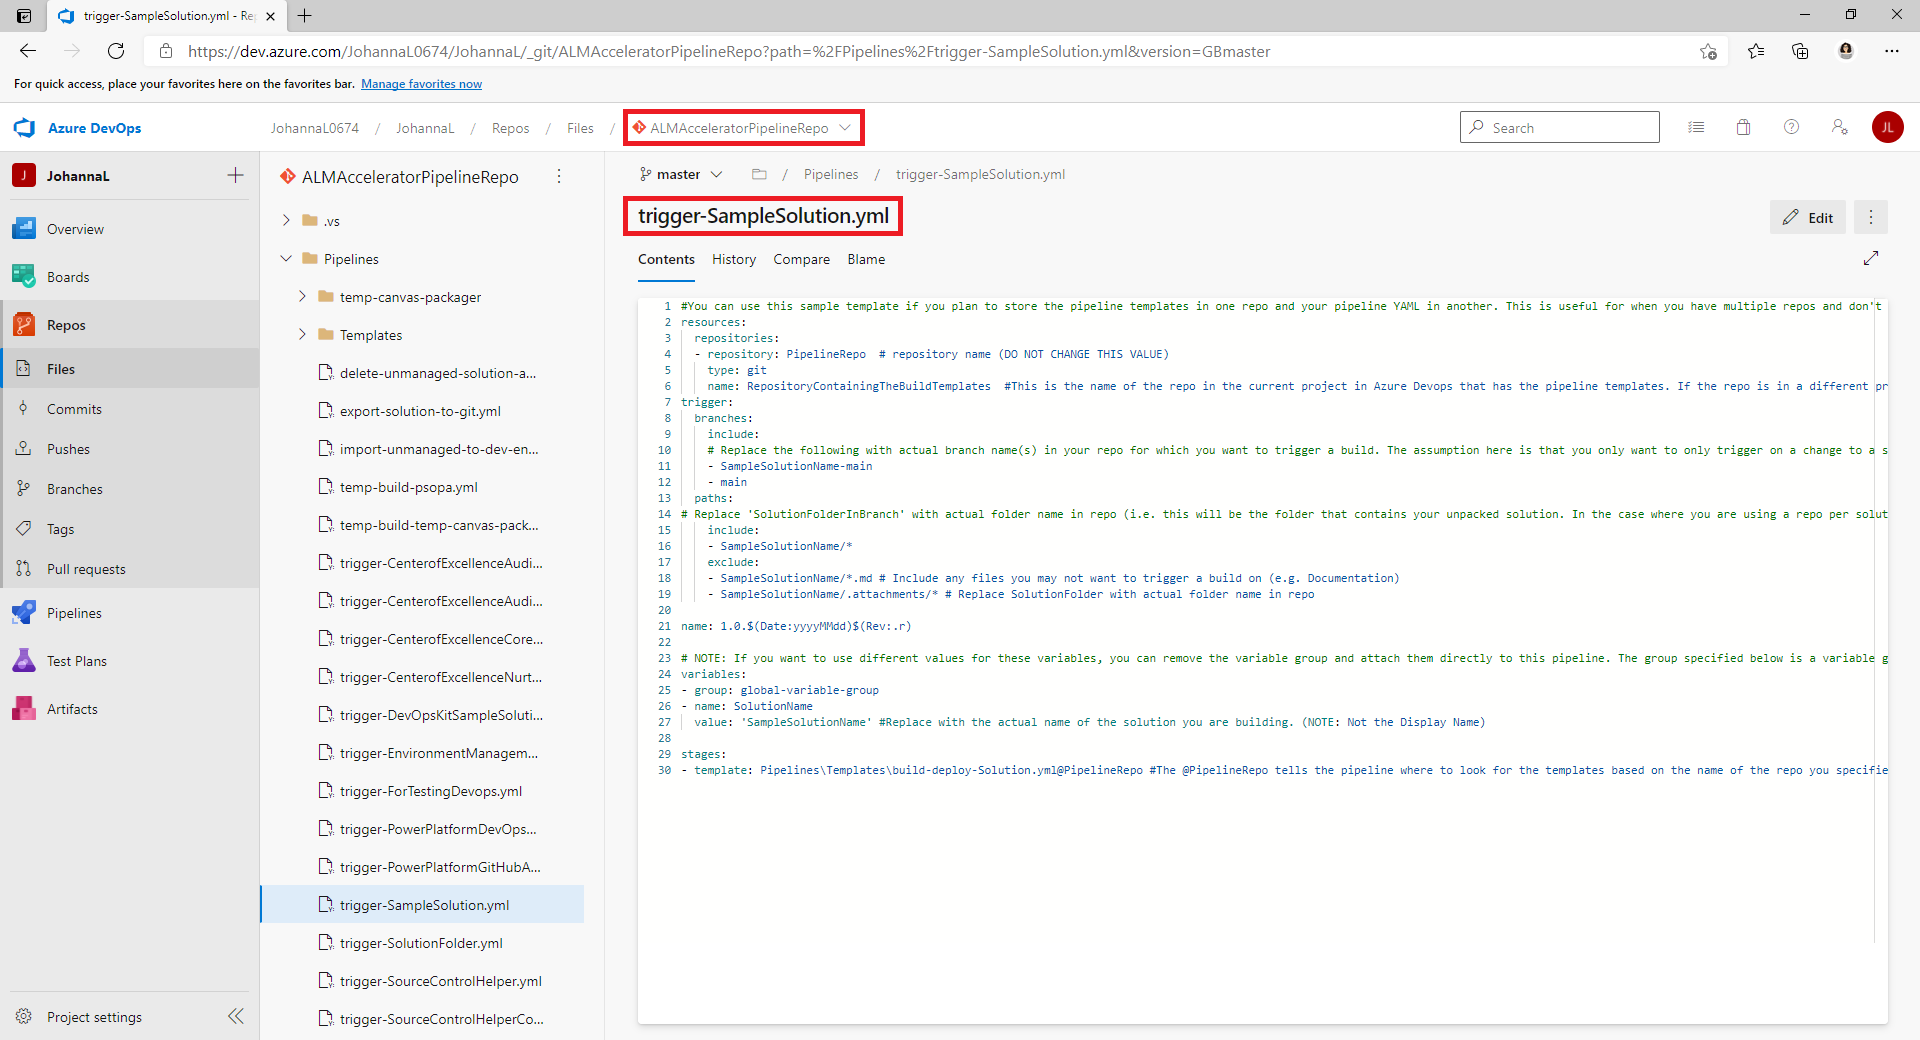 trigger-SampleSolution.yml - Re
https://dev.azure.com/JohannaL0674/JohannaL/_git/ALMAcceleratorPipelineRepo?path=%2FPipelines%2Ftrigger-SampleSolution.yml&version=GBmaster
For quick access, place your favorites here on the favorites bar. Manage favorites now
Azure DevOps
JohannaL0674 / JohannaL / Repos / Files / ALMAcceleratorPipelineRepo
Search
JL
J JohannaL
Overview
Boards
Repos
Files
Commits
Pushes
Branches
Tags
Pull requests
Pipelines
Test Plans
Artifacts
Project settings
ALMAcceleratorPipelineRepo
.vs
Pipelines
temp-canvas-packager
Templates
delete-unmanaged-solution-a...
export-solution-to-git.yml
import-unmanaged-to-dev-en...
temp-build-psopa.yml
temp-build-temp-canvas-pack...
trigger-CenterofExcellenceAudi...
trigger-CenterofExcellenceAudi...
trigger-CenterofExcellenceCore...
trigger-CenterofExcellenceNurt...
trigger-DevOpsKitSampleSoluti...
trigger-EnvironmentManagem...
trigger-ForTestingDevops.yml
trigger-PowerPlatformDevOps...
trigger-PowerPlatformGitHubA...
trigger-SampleSolution.yml
trigger-SolutionFolder.yml
trigger-SourceControlHelper.yml
trigger-SourceControlHelperCo...
master / Pipelines / trigger-SampleSolution.yml
trigger-SampleSolution.yml
Edit
Contents History Compare Blame
1 #You can use this sample template if you plan to store the pipeline templates in one repo and your pipeline YAML in another. This is useful for when you have multiple repos and don't
2 resources:
3 repositories:
4 - repository: PipelineRepo # repository name (DO NOT CHANGE THIS VALUE)
5 type: git
6 name: RepositoryContainingTheBuildTemplates #This is the name of the repo in the current project in Azure Devops that has the pipeline templates. If the repo is in a different pr
7 trigger:
8 branches:
9 include:
10 # Replace the following with actual branch name(s) in your repo for which you want to trigger a build. The assumption here is that you only want to only trigger on a change to a s
11 - SampleSolutionName-main
12 - main
13 paths:
14 # Replace 'SolutionFolderInBranch' with actual folder name in repo (i.e. this will be the folder that contains your unpacked solution. In the case where you are using a repo per solut
15 include:
16 - SampleSolutionName/*
17 exclude:
18 - SampleSolutionName/*.md # Include any files you may not want to trigger a build on (e.g. Documentation)
19 - SampleSolutionName/.attachments/* # Replace SolutionFolder with actual folder name in repo
20
21 name: 1.0.$(Date:yyyyMMdd)$(Rev:.r)
22
23 # NOTE: If you want to use different values for these variables, you can remove the variable group and attach them directly to this pipeline. The group specified below is a variable g
24 variables:
25 - group: global-variable-group
26 - name: SolutionName
27 value: 'SampleSolutionName' #Replace with the actual name of the solution you are building. (NOTE: Not the Display Name)
28
29 stages:
30 - template: Pipelines\Templates\build-deploy-Solution.yml@PipelineRepo #The @PipelineRepo tells the pipeline where to look for the templates based on the name of the repo you specifie